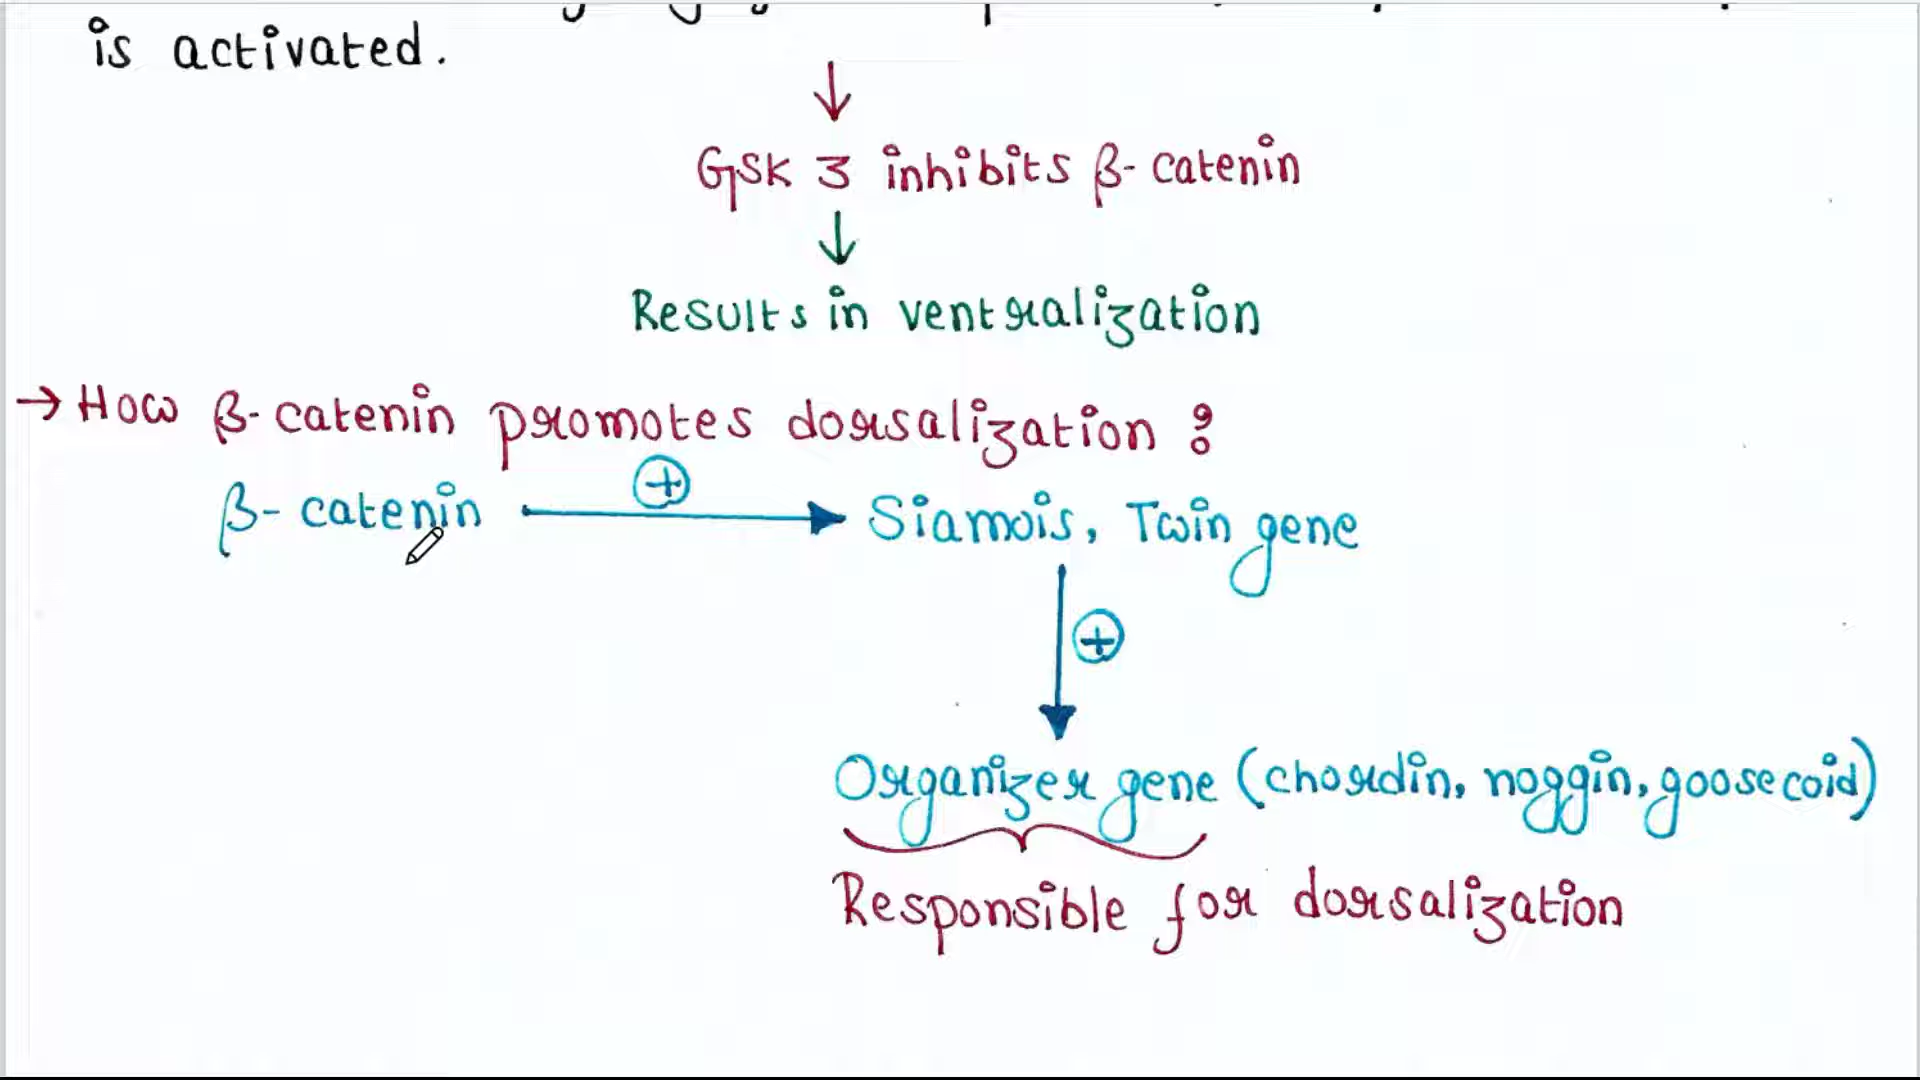 is activated.
↓
GSK 3 inhibits β-catenin
↓
Results in ventralization
→ How β-catenin promotes dorsalization ?
β-catenin ⊕ → Siamois, Twin gene
⊕
Organizer gene (chordin, noggin, goosecoid)
Responsible for dorsalization